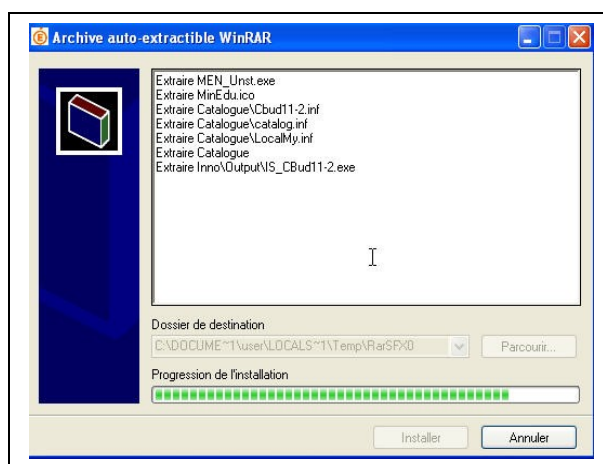 Archive auto-extractible WinRAR
Extraire MEN_Unst.exe
Extraire MinEdu.ico
Extraire Catalogue\Cbud11-2.inf
Extraire Catalogue\catalog.inf
Extraire Catalogue\LocalMy.inf
Extraire Catalogue
Extraire Inno\Output\IS_CBud11-2.exe
Dossier de destination
C:\DOCUME~1\user\LOCALS~1\Temp\RarSFX0
Parcourir...
Progression de l'installation
Installer
Annuler